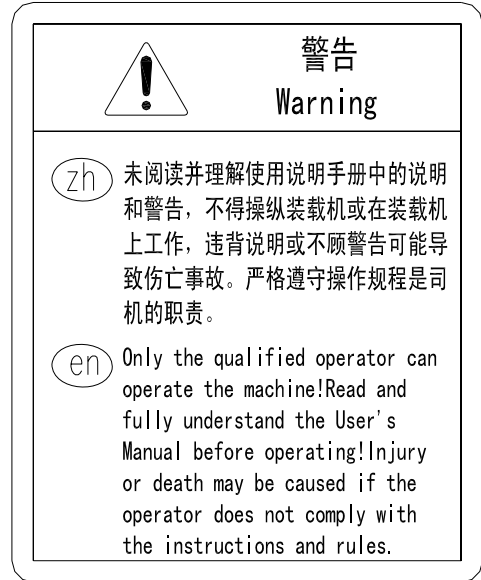 警告
Warning
zh
未阅读并理解使用说明手册中的说明
和警告，不得操纵装载机或在装载机
上工作，违背说明或不顾警告可能导
致伤亡事故。严格遵守操作规程是司
机的职责。
en
Only the qualified operator can
operate the machine!Read and
fully understand the User's
Manual before operating!Injury
or death may be caused if the
operator does not comply with
the instructions and rules.